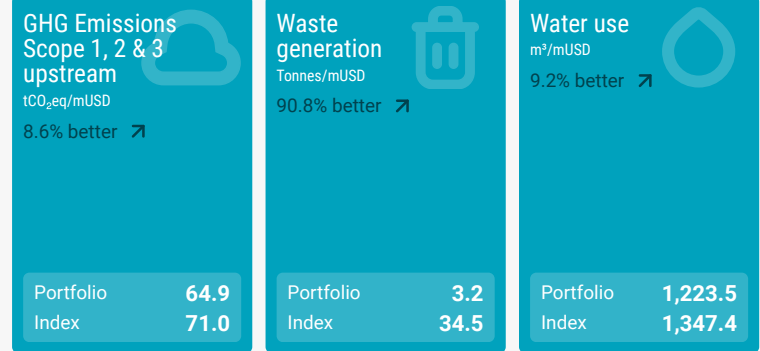 GHG Emissions
Scope 1, 2 & 3
upstream
tCO₂eq/mUSD
8.6% better
Portfolio 64.9
Index 71.0
Waste
generation
Tonnes/mUSD
90.8% better
Portfolio 3.2
Index 34.5
Water use
m³/mUSD
9.2% better
Portfolio 1,223.5
Index 1,347.4